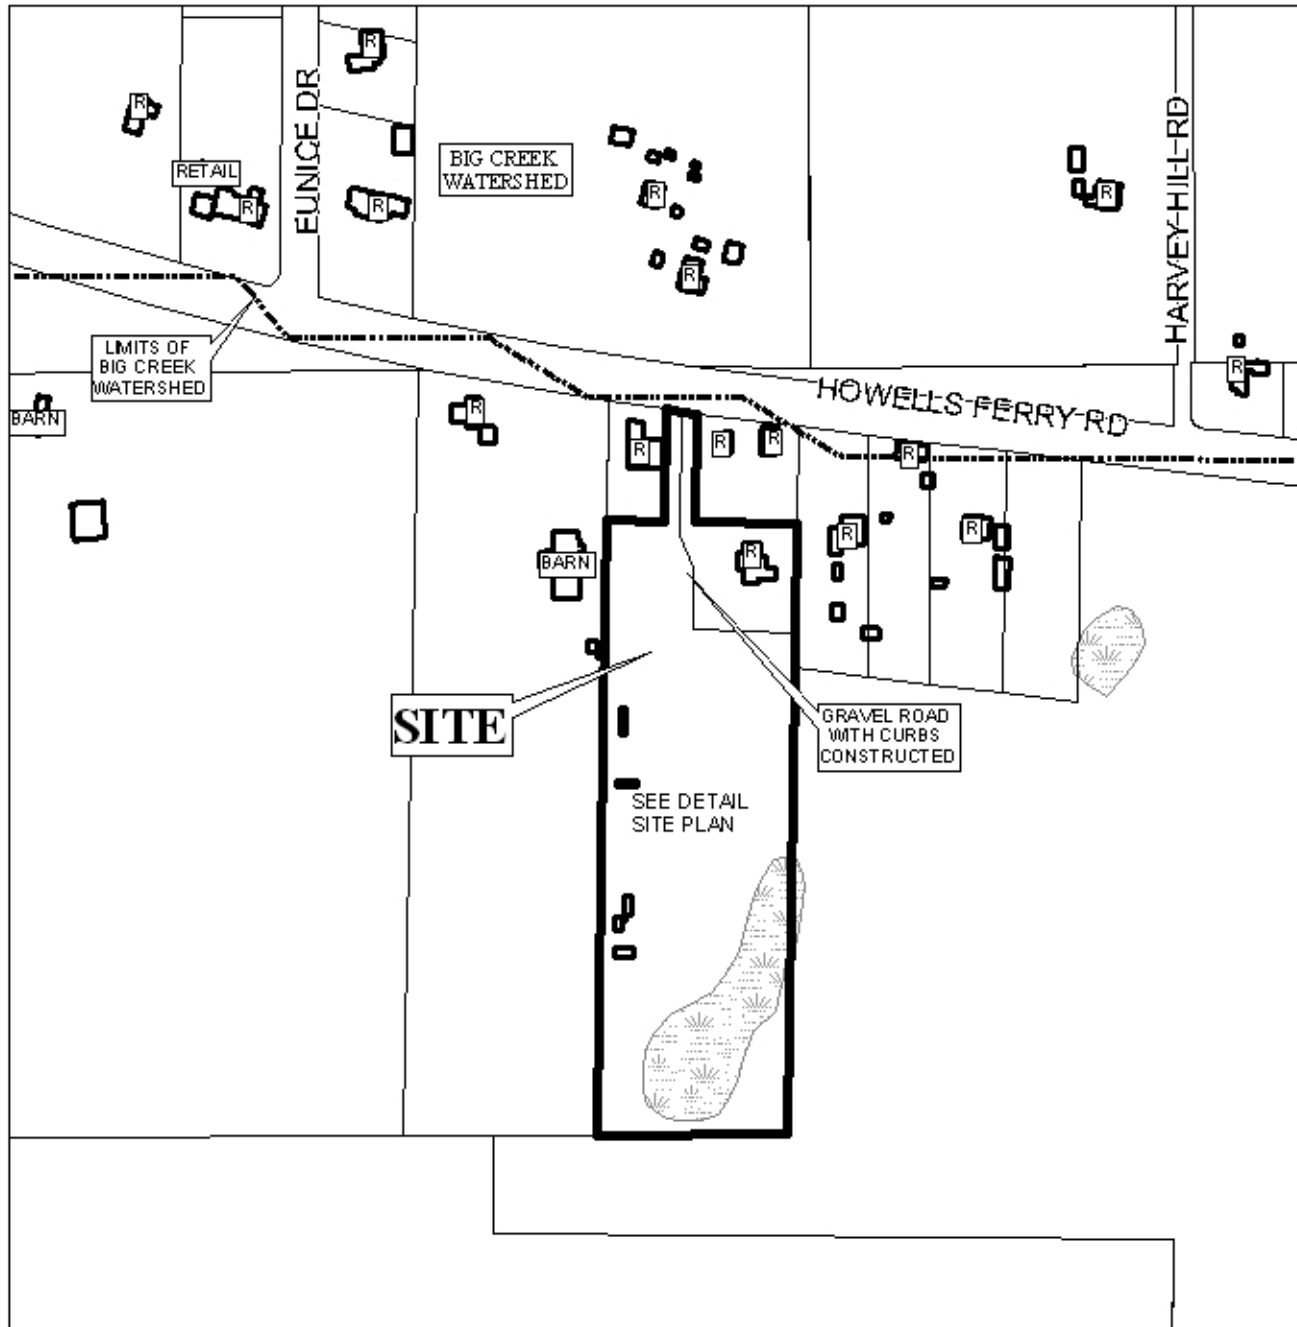 R
R
EUNICE DR
HARVEY HILL RD
BIG CREEK
WATERSHED
RETAIL
R
R
R
R
R
LIMITS OF
BIG CREEK
WATERSHED
R
HOWELLS FERRY RD
BARN
R
R
R
R
R
R
R
BARN
R
SITE
GRAVEL ROAD
WITH CURBS
CONSTRUCTED
SEE DETAIL
SITE PLAN